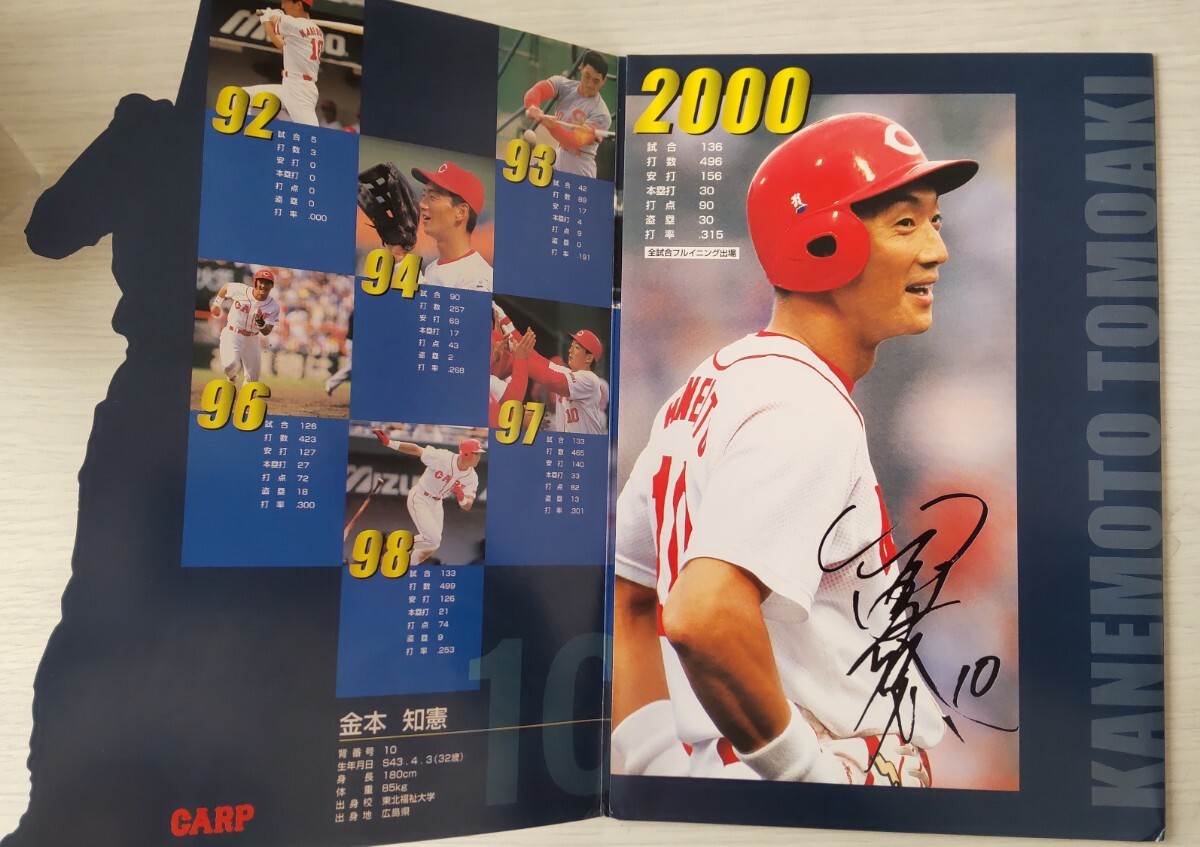 92
試合 5
打数 3
安打 0
本塁打 0
打点 0
盗塁 0
打率 .000
93
試合 42
打数 89
安打 17
本塁打 4
打点 9
盗塁 0
打率 .191
94
試合 90
打数 257
安打 69
本塁打 17
打点 43
盗塁 2
打率 .268
96
試合 126
打数 423
安打 127
本塁打 27
打点 72
盗塁 18
打率 .300
97
試合 133
打数 465
安打 140
本塁打 33
打点 82
盗塁 13
打率 .301
98
試合 133
打数 499
安打 126
本塁打 21
打点 74
盗塁 9
打率 .253
10
金本 知憲
背番号 10
生年月日 S43.4.3(32歳)
身長 180cm
体重 85kg
出身校 東北福祉大学
出身地 広島県
CARP
2000
試合 136
打数 496
安打 156
本塁打 30
打点 90
盗塁 30
打率 .315
全試合フルイニング出場
10
KANEMOTO TOMOAKI